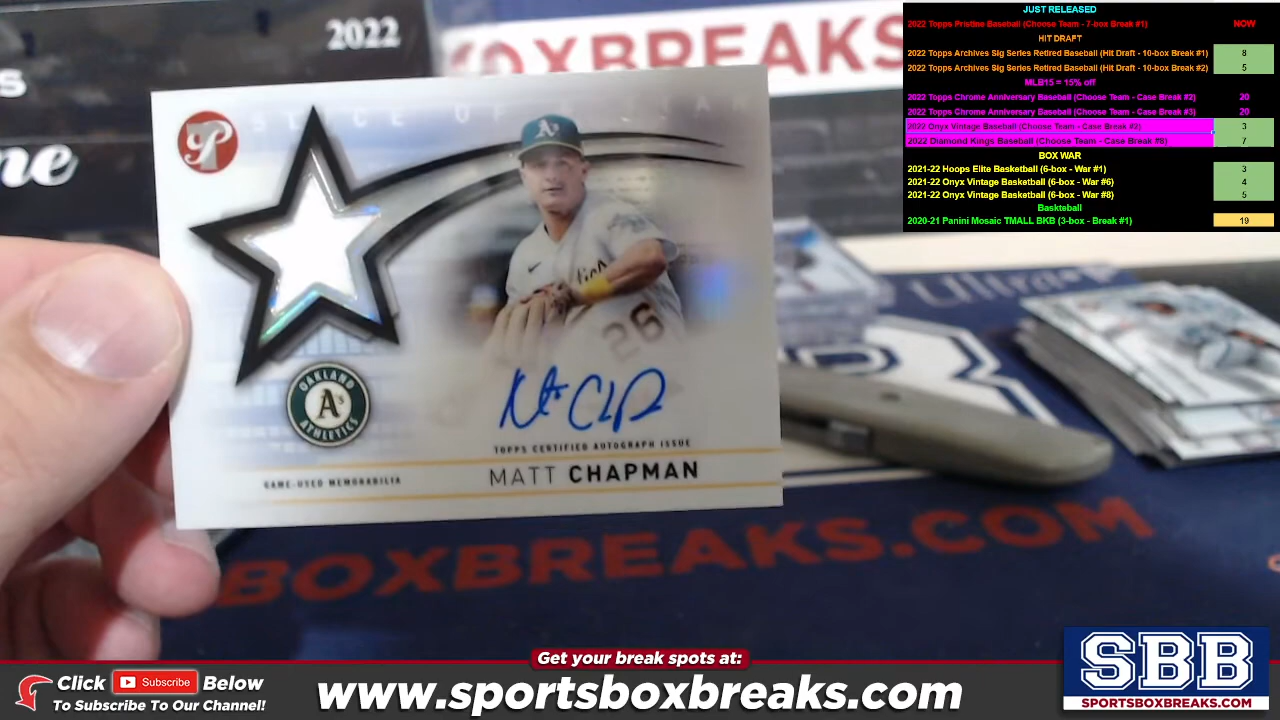 2022
BOXBREAKS
P
A's
26
OAKLAND
A's
ATHLETICS
TOPPS CERTIFIED AUTOGRAPH ISSUE
MATT CHAPMAN
GAME-USED MEMORABILIA
Ultra
BOXBREAKS.COM
JUST RELEASED
2022 Topps Pristine Baseball (Choose Team - 7-box Break #1) NOW
HIT DRAFT
2022 Topps Archives Sig Series Retired Baseball (Hit Draft - 10-box Break #1) 8
2022 Topps Archives Sig Series Retired Baseball (Hit Draft - 10-box Break #2) 5
MLB15 = 15% off
2022 Topps Chrome Anniversary Baseball (Choose Team - Case Break #2) 20
2022 Topps Chrome Anniversary Baseball (Choose Team - Case Break #3) 20
2022 Onyx Vintage Baseball (Choose Team - Case Break #2) 3
2022 Diamond Kings Baseball (Choose Team - Case Break #8) 7
BOX WAR
2021-22 Hoops Elite Basketball (6-box - War #1) 3
2021-22 Onyx Vintage Basketball (6-box - War #6) 4
2021-22 Onyx Vintage Basketball (6-box - War #8) 5
Baskteball
2020-21 Panini Mosaic TMALL BKB (3-box - Break #1) 19
Get your break spots at:
Click Subscribe Below
To Subscribe To Our Channel!
www.sportsboxbreaks.com
SBB
SPORTSBOXBREAKS.COM